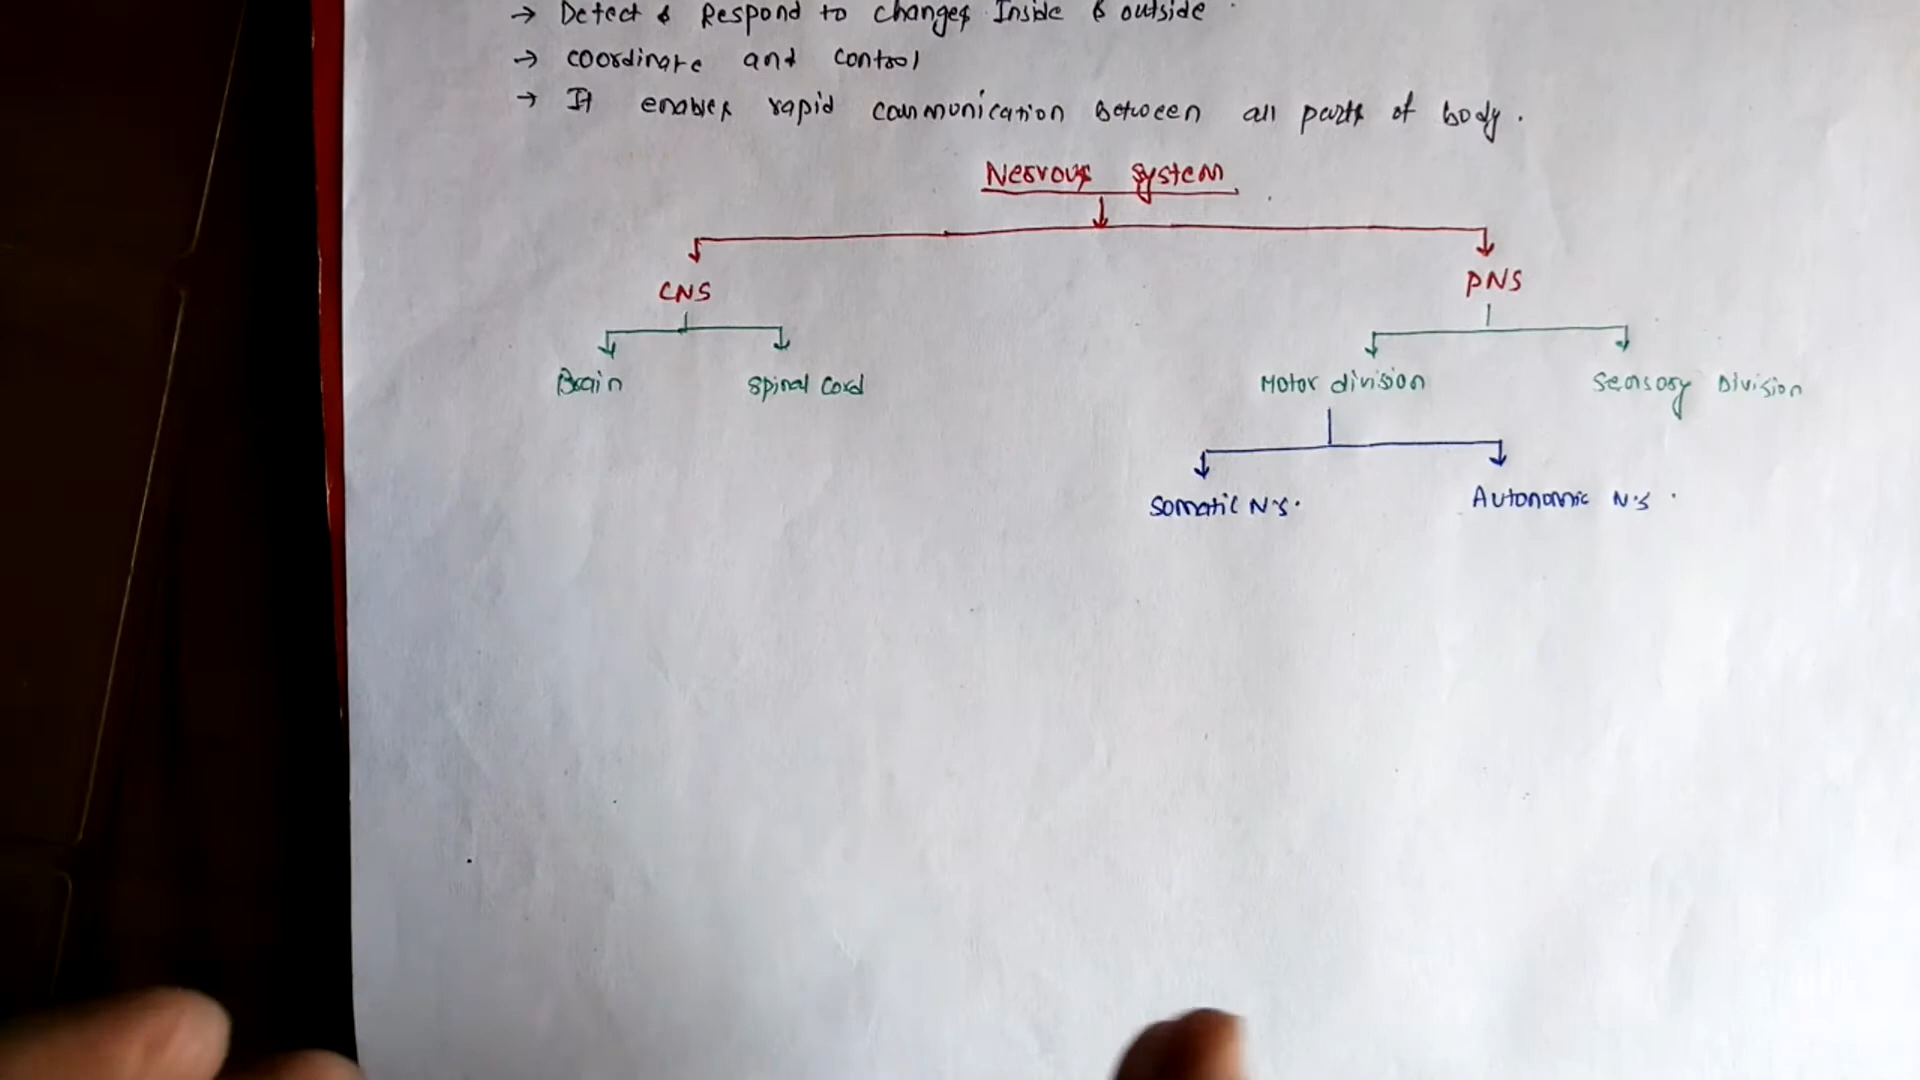 → Detect & Respond to changes Inside & outside
→ coordinate and control
→ It enables rapid communication between all parts of body.
Nervous system
CNS PNS
Brain Spinal Cord Motor division Sensory Division
Somatic N.S. Autonomic N.S.